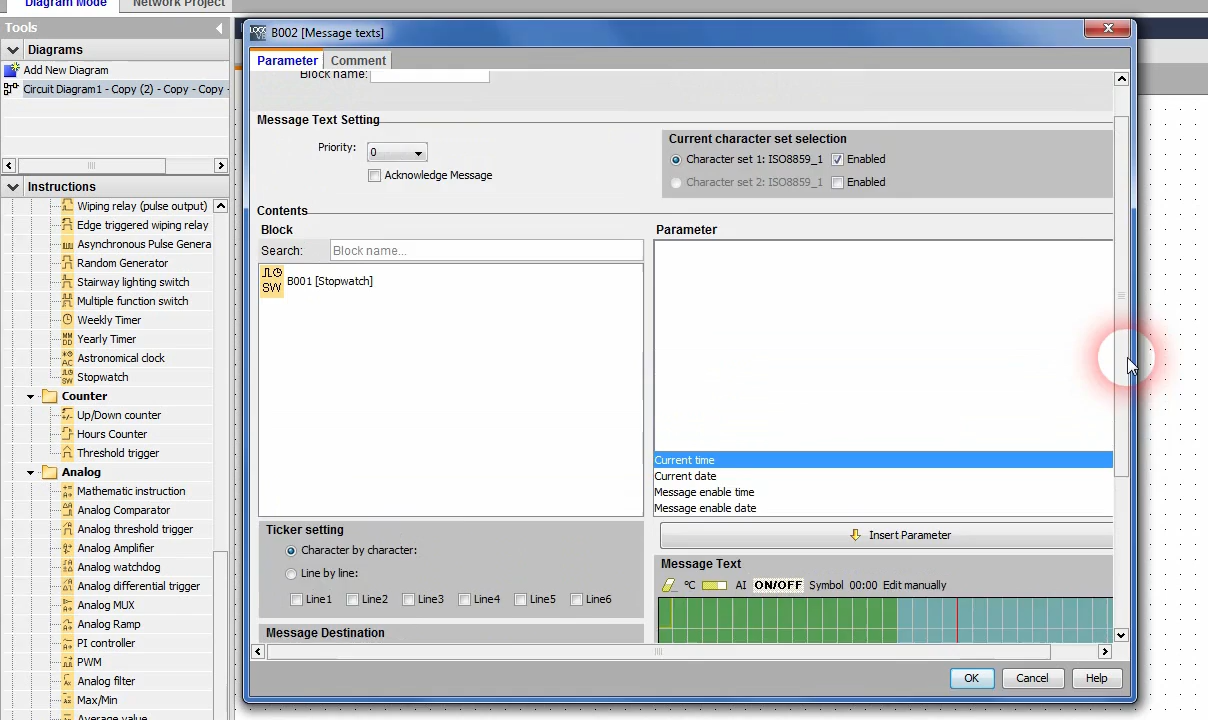 Diagram Mode
Network Project
Tools
Diagrams
Add New Diagram
Circuit Diagram1 - Copy (2) - Copy - Copy -
Instructions
Wiping relay (pulse output)
Edge triggered wiping relay
Asynchronous Pulse Genera
Random Generator
Stairway lighting switch
Multiple function switch
Weekly Timer
Yearly Timer
Astronomical clock
Stopwatch
Counter
Up/Down counter
Hours Counter
Threshold trigger
Analog
Mathematic instruction
Analog Comparator
Analog threshold trigger
Analog Amplifier
Analog watchdog
Analog differential trigger
Analog MUX
Analog Ramp
PI controller
PWM
Analog filter
Max/Min
Average value
B002 [Message texts]
Parameter
Comment
Block name:
Message Text Setting
Priority:
0
Acknowledge Message
Current character set selection
Character set 1: ISO8859_1
Enabled
Character set 2: ISO8859_1
Enabled
Contents
Block
Search:
Block name...
SW
B001 [Stopwatch]
Parameter
Current time
Current date
Message enable time
Message enable date
Insert Parameter
Ticker setting
Character by character:
Line by line:
Line1 Line2 Line3 Line4 Line5 Line6
Message Destination
Message Text
°C AI ON/OFF Symbol 00:00 Edit manually
OK
Cancel
Help